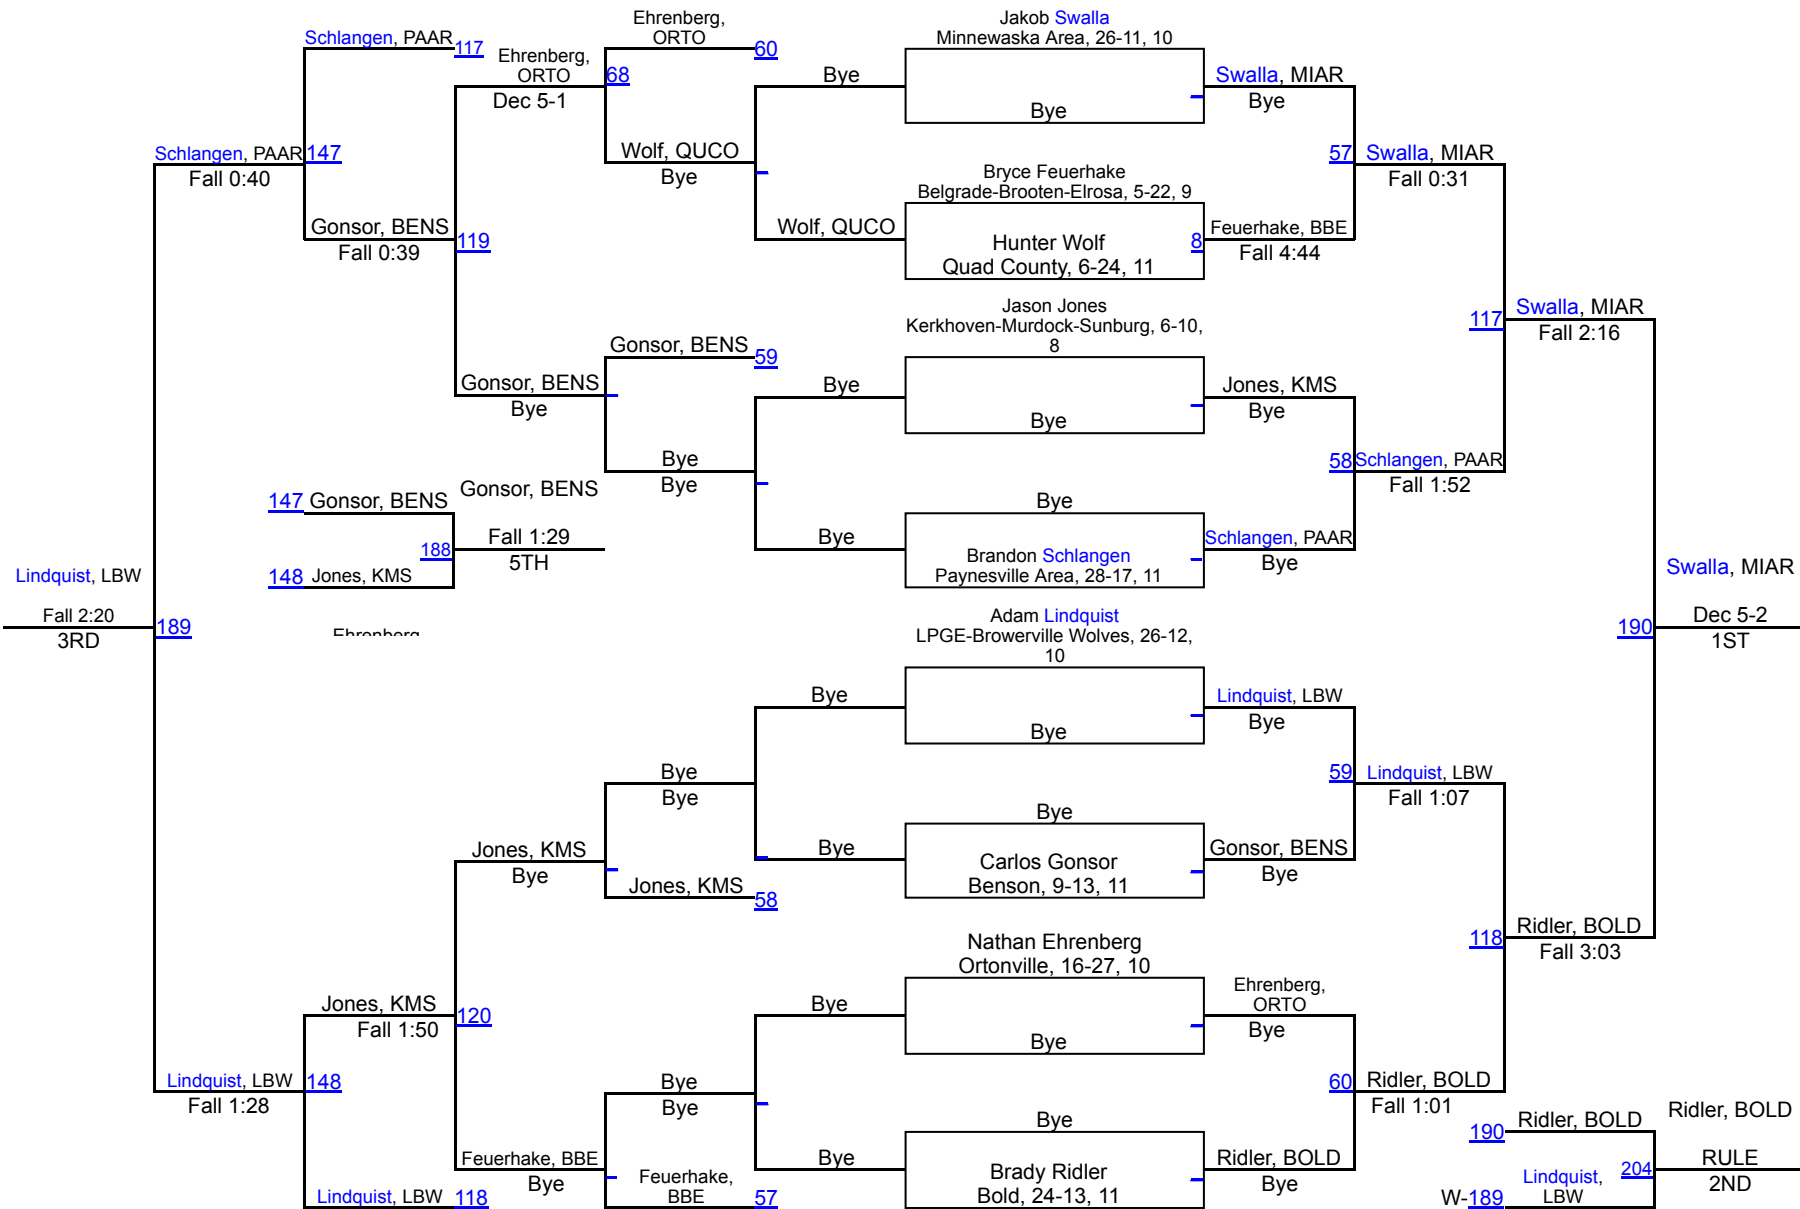 Schlangen, PAAR 117
Ehrenberg,
ORTO
68
Dec 5-1
Ehrenberg,
ORTO
60
Wolf, QUCO
Bye
Schlangen, PAAR 147
Fall 0:40
Gonsor, BENS
Fall 0:39
119
Gonsor, BENS 59
Gonsor, BENS
Bye
Bye
Bye
147 Gonsor, BENS
148 Jones, KMS
188
Gonsor, BENS
Fall 1:29
5TH
Lindquist, LBW
Fall 2:20
3RD
189
Bye
Bye
Jones, KMS
Bye
Jones, KMS 58
Jones, KMS
Fall 1:50
120
Lindquist, LBW 148
Fall 1:28
Bye
Bye
Feuerhake, BBE
Bye
Feuerhake,
BBE
57
Lindquist, LBW 118
Bye
Wolf, QUCO
Bye
Bye
Bye
Bye
Bye
Bye
Jakob Swalla
Minnewaska Area, 26-11, 10
Bye
Bryce Feuerhake
Belgrade-Brooten-Elrosa, 5-22, 9
Hunter Wolf
Quad County, 6-24, 11
8
Jason Jones
Kerkhoven-Murdock-Sunburg, 6-10,
8
Bye
Bye
Brandon Schlangen
Paynesville Area, 28-17, 11
Adam Lindquist
LPGE-Browerville Wolves, 26-12,
10
Bye
Bye
Carlos Gonsor
Benson, 9-13, 11
Nathan Ehrenberg
Ortonville, 16-27, 10
Bye
Bye
Brady Ridler
Bold, 24-13, 11
Swalla, MIAR
Bye
Feuerhake, BBE
Fall 4:44
Jones, KMS
Bye
Schlangen, PAAR
Bye
Lindquist, LBW
Bye
Gonsor, BENS
Bye
Ehrenberg,
ORTO
Bye
Ridler, BOLD
Bye
57 Swalla, MIAR
Fall 0:31
58 Schlangen, PAAR
Fall 1:52
59 Lindquist, LBW
Fall 1:07
60 Ridler, BOLD
Fall 1:01
117 Swalla, MIAR
Fall 2:16
118 Ridler, BOLD
Fall 3:03
Swalla, MIAR
190 Dec 5-2
1ST
190 Ridler, BOLD
W-189 Lindquist,
LBW
204
Ridler, BOLD
RULE
2ND